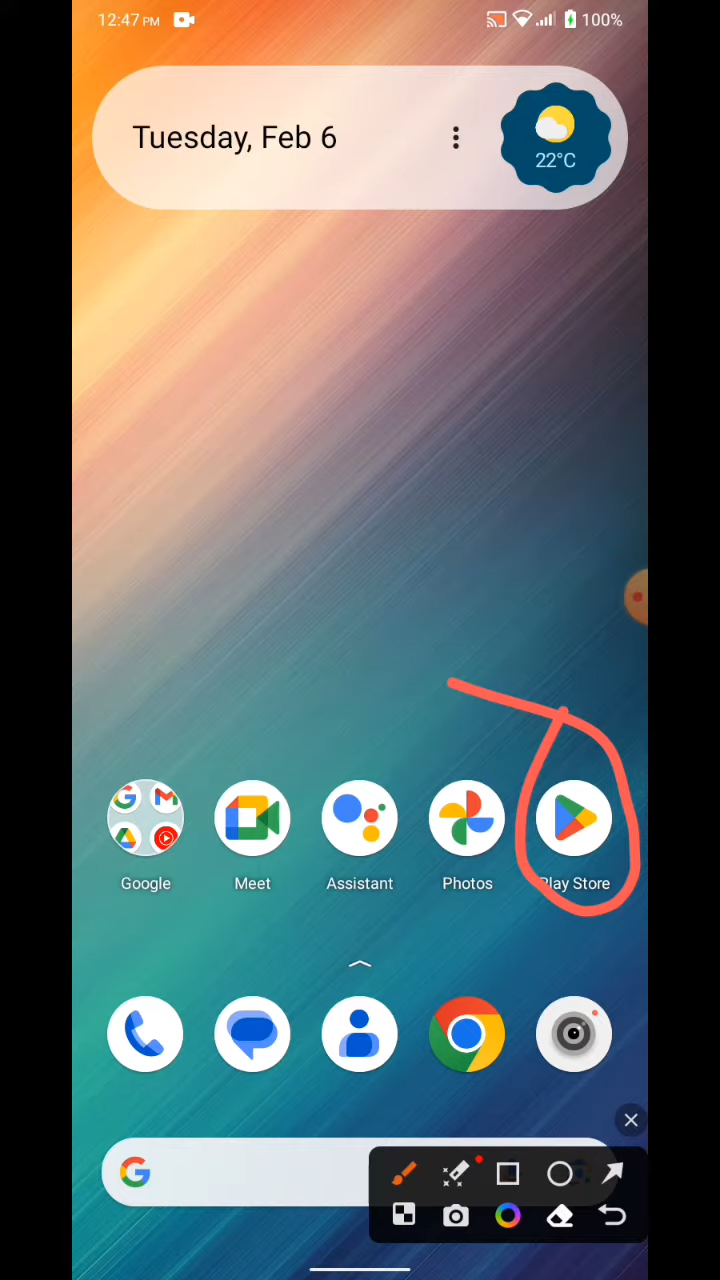 12:47 PM
100%
Tuesday, Feb 6
22°C
Google
Meet
Assistant
Photos
Play Store